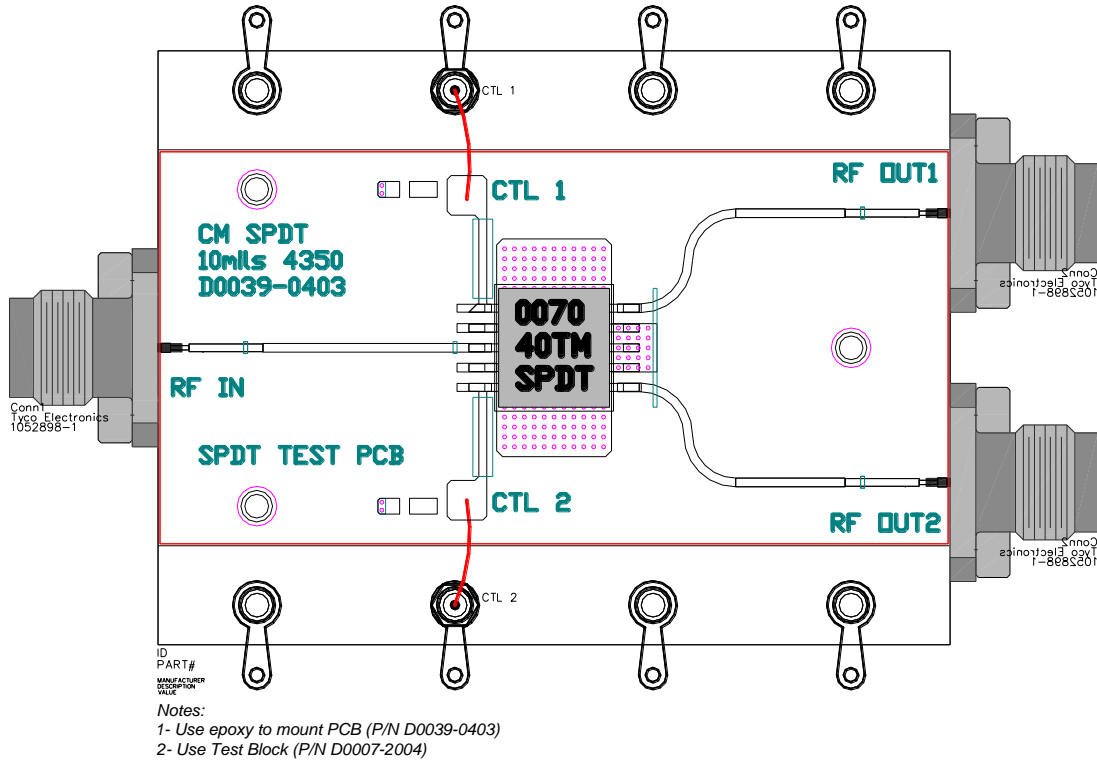 CTL 1
RF OUT1
CTL 1
CM SPDT
10mils 4350
D0039-0403
Conn2
Tyco Electronics
1052898-1
0070
40TM
SPDT
RF IN
Conn1
Tyco Electronics
1052898-1
SPDT TEST PCB
CTL 2
RF OUT2
Conn2
Tyco Electronics
1052898-1
CTL 2
ID
PART#
MANUFACTURER
DESCRIPTION
VALUE
Notes:
1- Use epoxy to mount PCB (P/N D0039-0403)
2- Use Test Block (P/N D0007-2004)